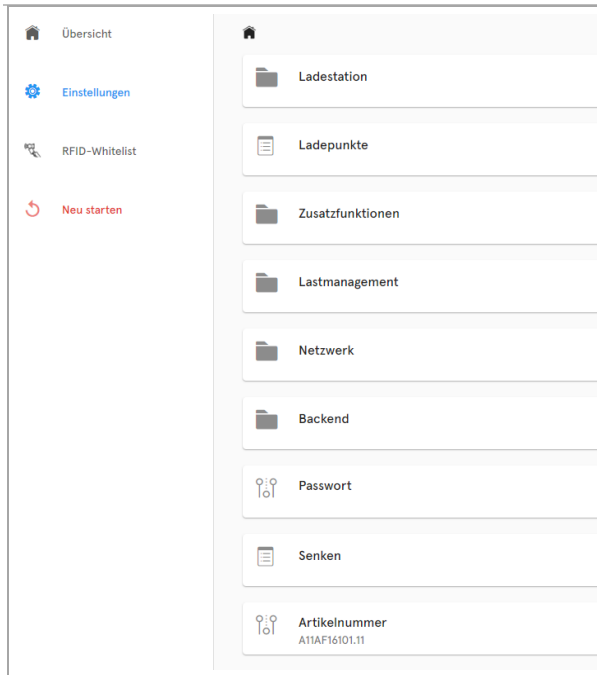 Übersicht
Einstellungen
RFID-Whitelist
Neu starten
Ladestation
Ladepunkte
Zusatzfunktionen
Lastmanagement
Netzwerk
Backend
Passwort
Senken
Artikelnummer
A11AF16101.11